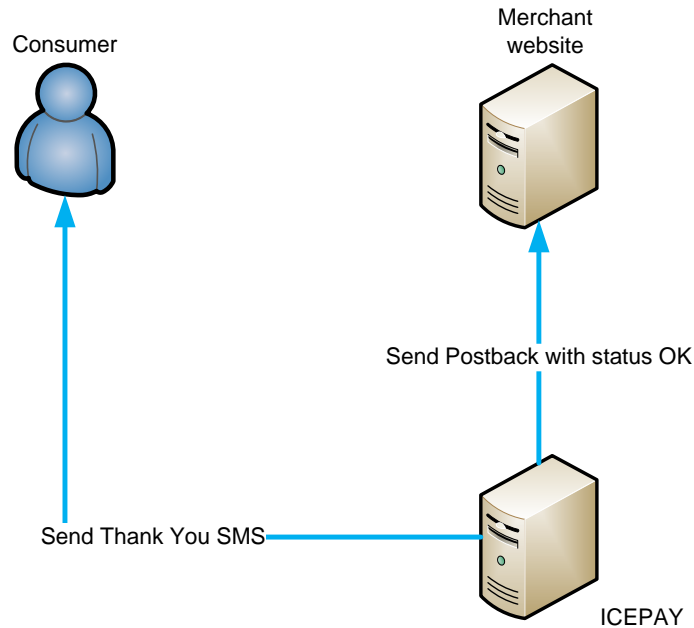 Consumer
Merchant
website
Send Postback with status OK
Send Thank You SMS
ICEPAY